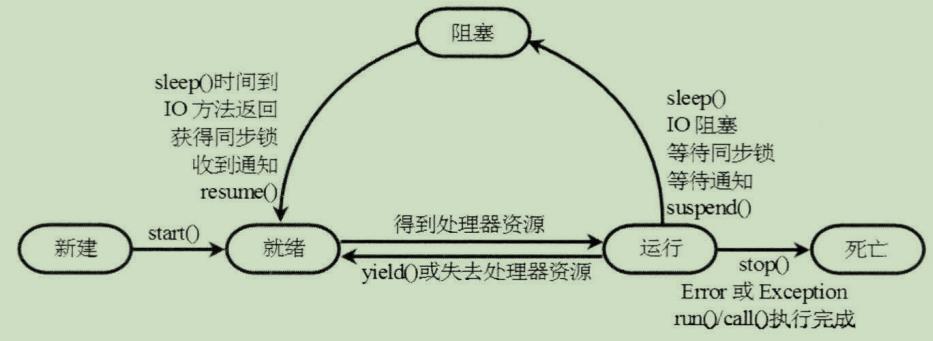 阻塞
sleep()时间到
IO 方法返回
获得同步锁
收到通知
resume()
sleep()
IO 阻塞
等待同步锁
等待通知
suspend()
新建
start()
就绪
得到处理器资源
yield()或失去处理器资源
运行
stop()
Error 或 Exception
run()/call()执行完成
死亡